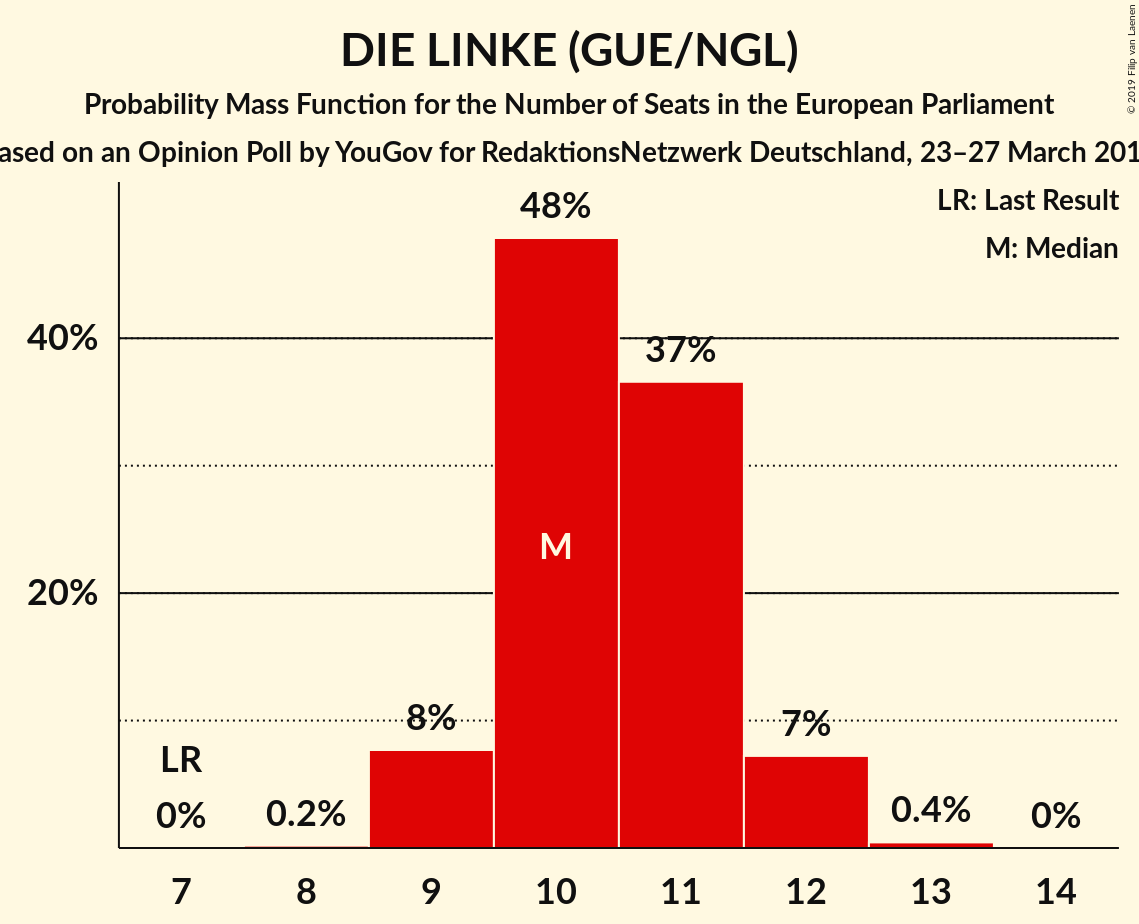 DIE LINKE (GUE/NGL)
Probability Mass Function for the Number of Seats in the European Parliament
ased on an Opinion Poll by YouGov for RedaktionsNetzwerk Deutschland, 23–27 March 201
© 2019 Filip van Laenen
LR: Last Result
M: Median
48%
40%
37%
M
20%
8%
7%
LR
0%
0.2%
0.4%
0%
7 8 9 10 11 12 13 14